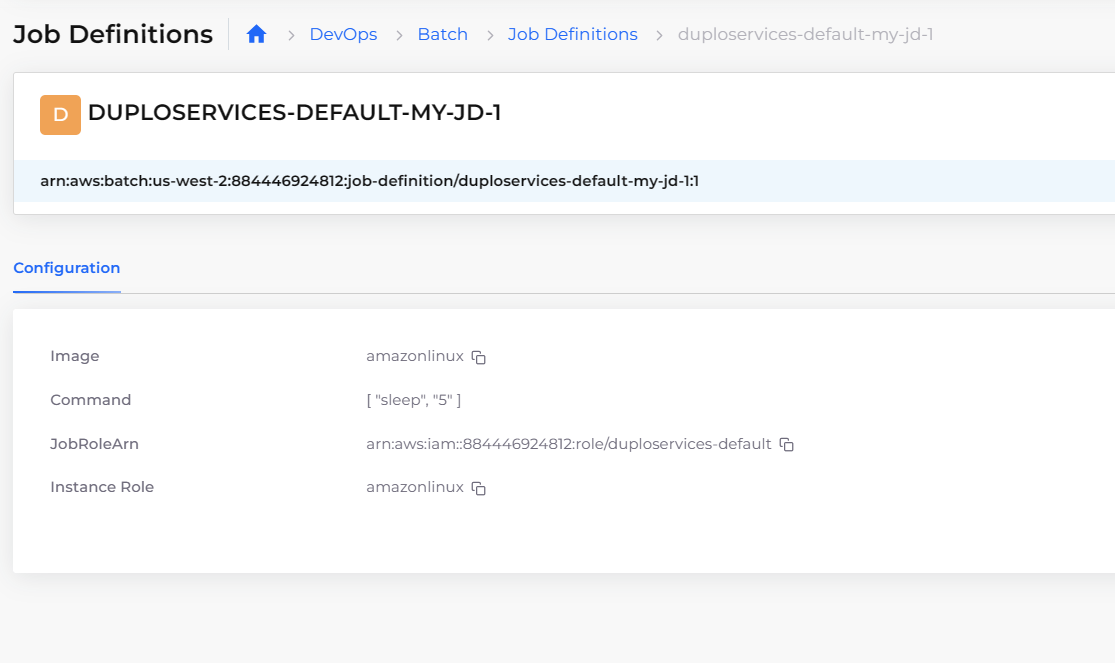 Job Definitions > DevOps > Batch > Job Definitions > duploservices-default-my-jd-1
D DUPLOSERVICES-DEFAULT-MY-JD-1
arn:aws:batch:us-west-2:884446924812:job-definition/duploservices-default-my-jd-1:1
Configuration
Image amazonlinux
Command [ "sleep", "5" ]
JobRoleArn arn:aws:iam::884446924812:role/duploservices-default
Instance Role amazonlinux